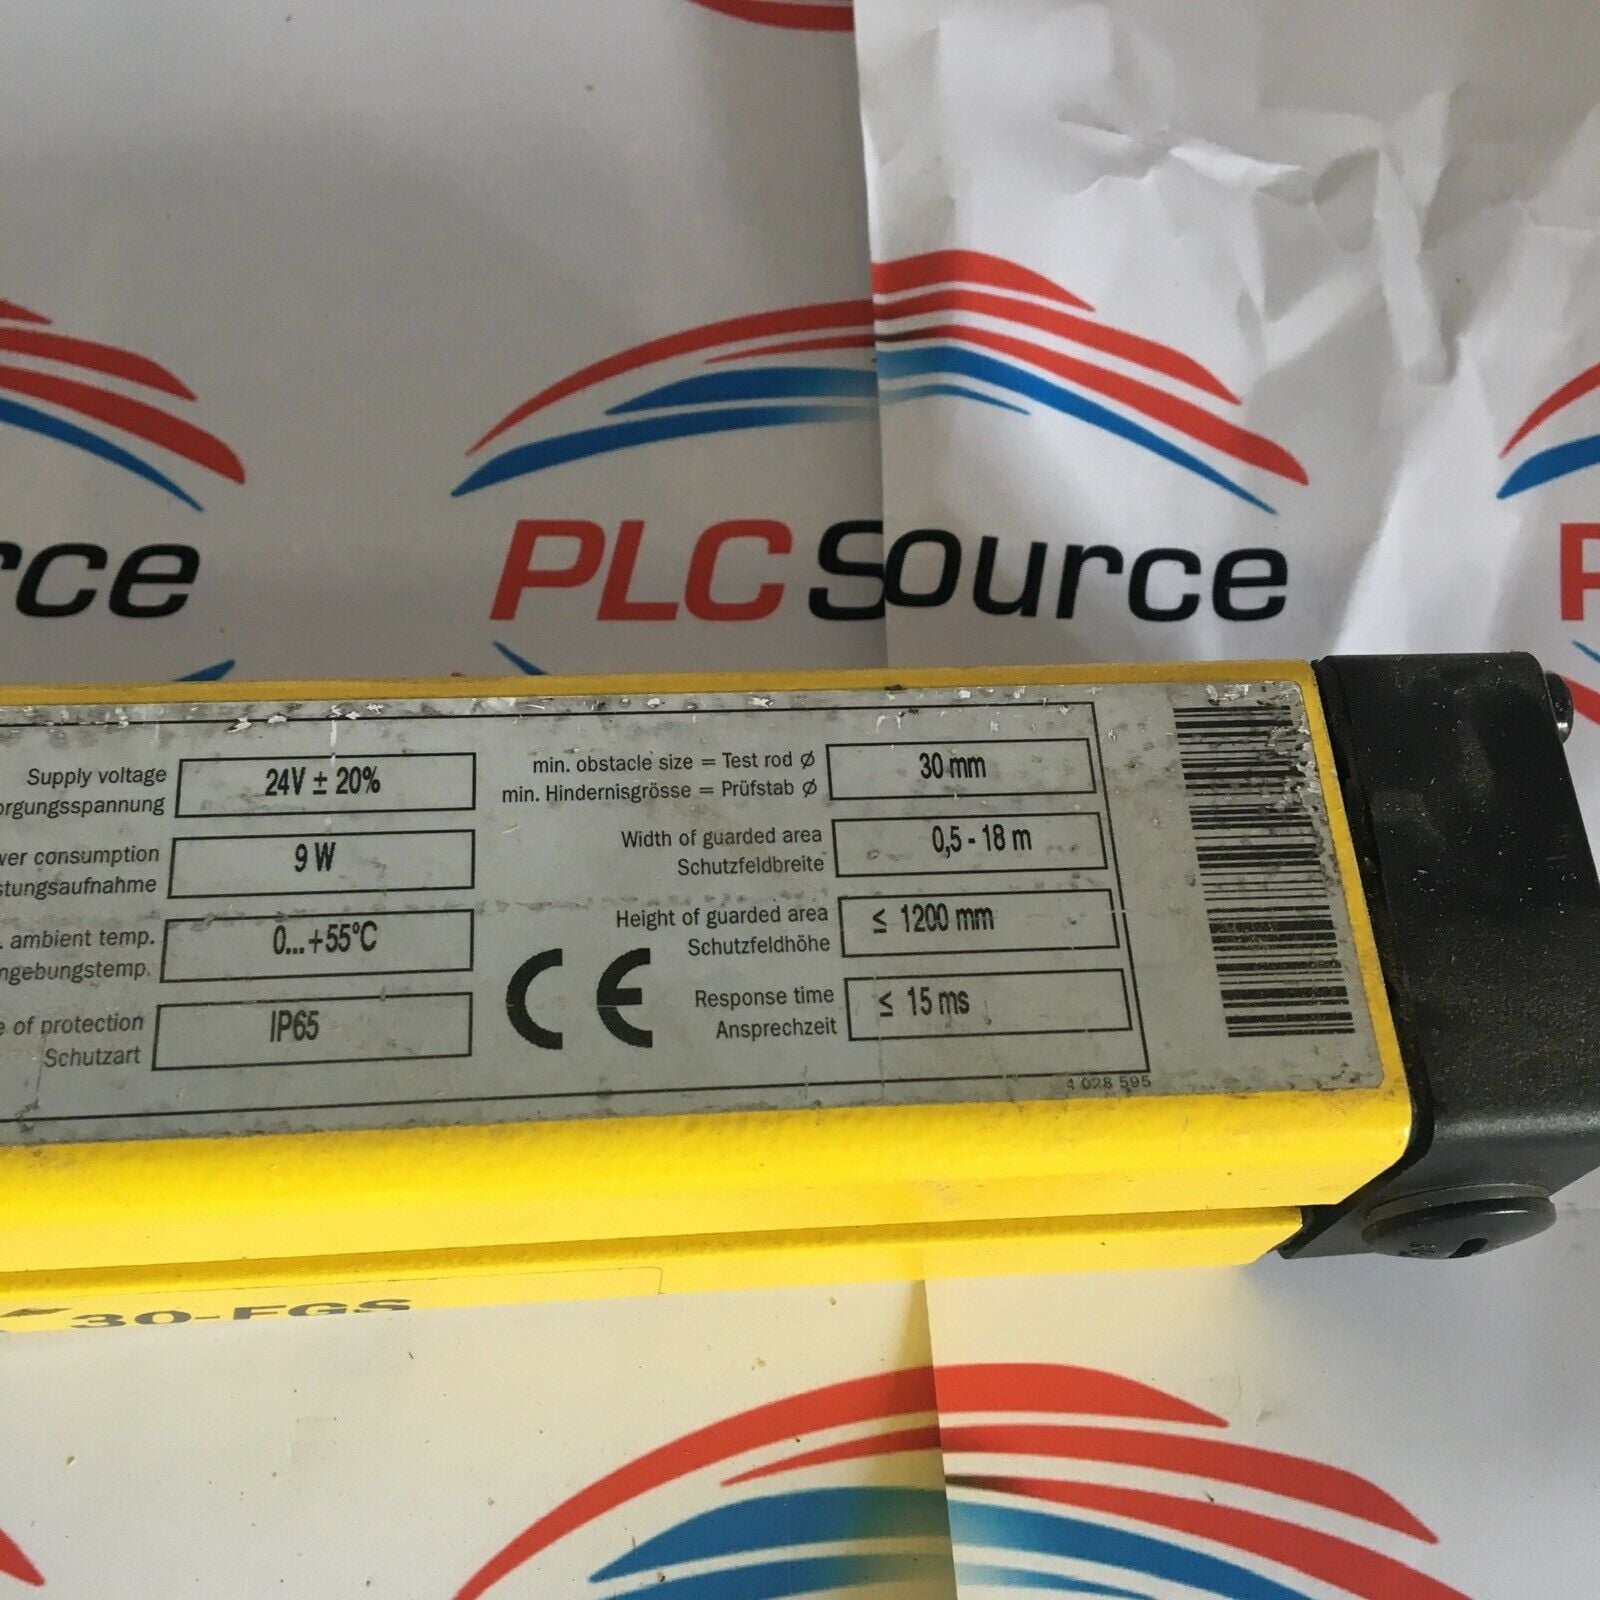 rce
PLC Source
P
Supply voltage
orgungsspannung
24V ± 20%
wer consumption
stungsaufnahme
9 W
. ambient temp.
ngebungstemp.
0...+55°C
e of protection
Schutzart
IP65
CE
min. obstacle size = Test rod Ø
min. Hindernisgrösse = Prüfstab Ø
30 mm
Width of guarded area
Schutzfeldbreite
0,5 - 18 m
Height of guarded area
Schutzfeldhöhe
≤ 1200 mm
Response time
Ansprechzeit
≤ 15 ms
4 028 595
30-FGS